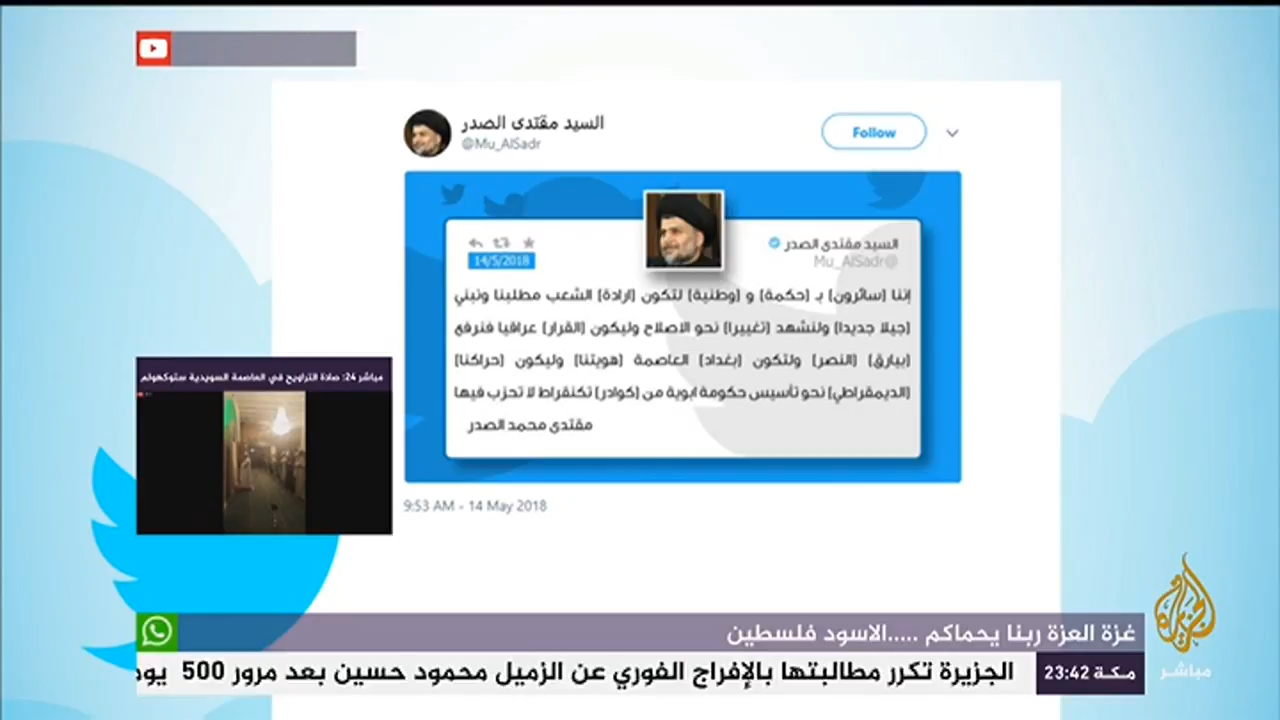 السيد مقتدى الصدر
@Mu_AlSadr
Follow
السيد مقتدى الصدر
Mu_AlSadr@
14/5/2018
إننا [سائرون] بـ [حكمة] و [وطنية] لتكون [ارادة] الشعب مطلبنا ونبني
[جيلا جديدا] ولنشهد [تغييرا] نحو الاصلاح وليكون [القرار] عراقيا فنرفع
[بيارق] [النصر] ولتكون [بغداد] العاصمة [هويتنا] وليكون [حراكنا]
[الديمقراطي] نحو تأسيس حكومة ابوية من [كوادر] تكنقراط لا تحزب فيها
مقتدى محمد الصدر
9:53 AM - 14 May 2018
مباشر 24: صلاة التراويح في العاصمة السويدية ستوكهولم
غزة العزة ربنا يحماكم .....الاسود فلسطين
مكة 23:42
الجزيرة تكرر مطالبتها بالإفراج الفوري عن الزميل محمود حسين بعد مرور 500 يوم
الجزيرة
مباشر